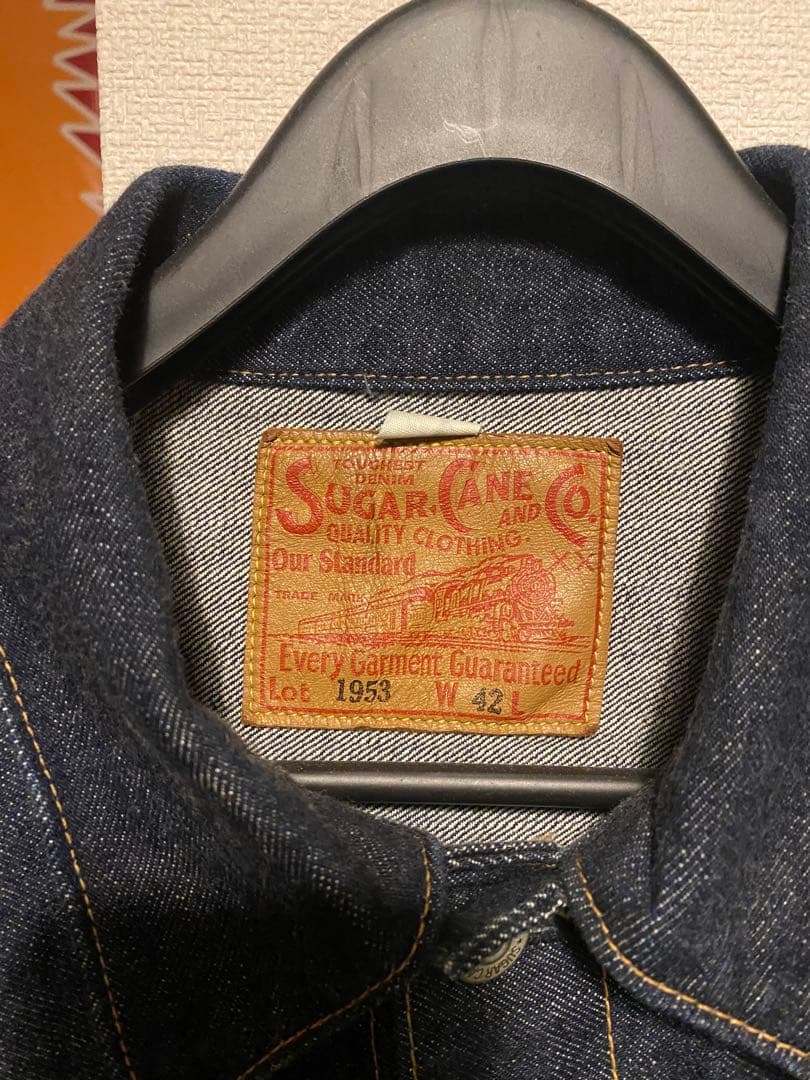 TOUGHEST
DENIM
SUGAR CANE
AND CO.
QUALITY CLOTHING.
Our Standard XX
TRADE MARK
Every Garment Guaranteed
Lot 1953 W 42 L
SUGAR C